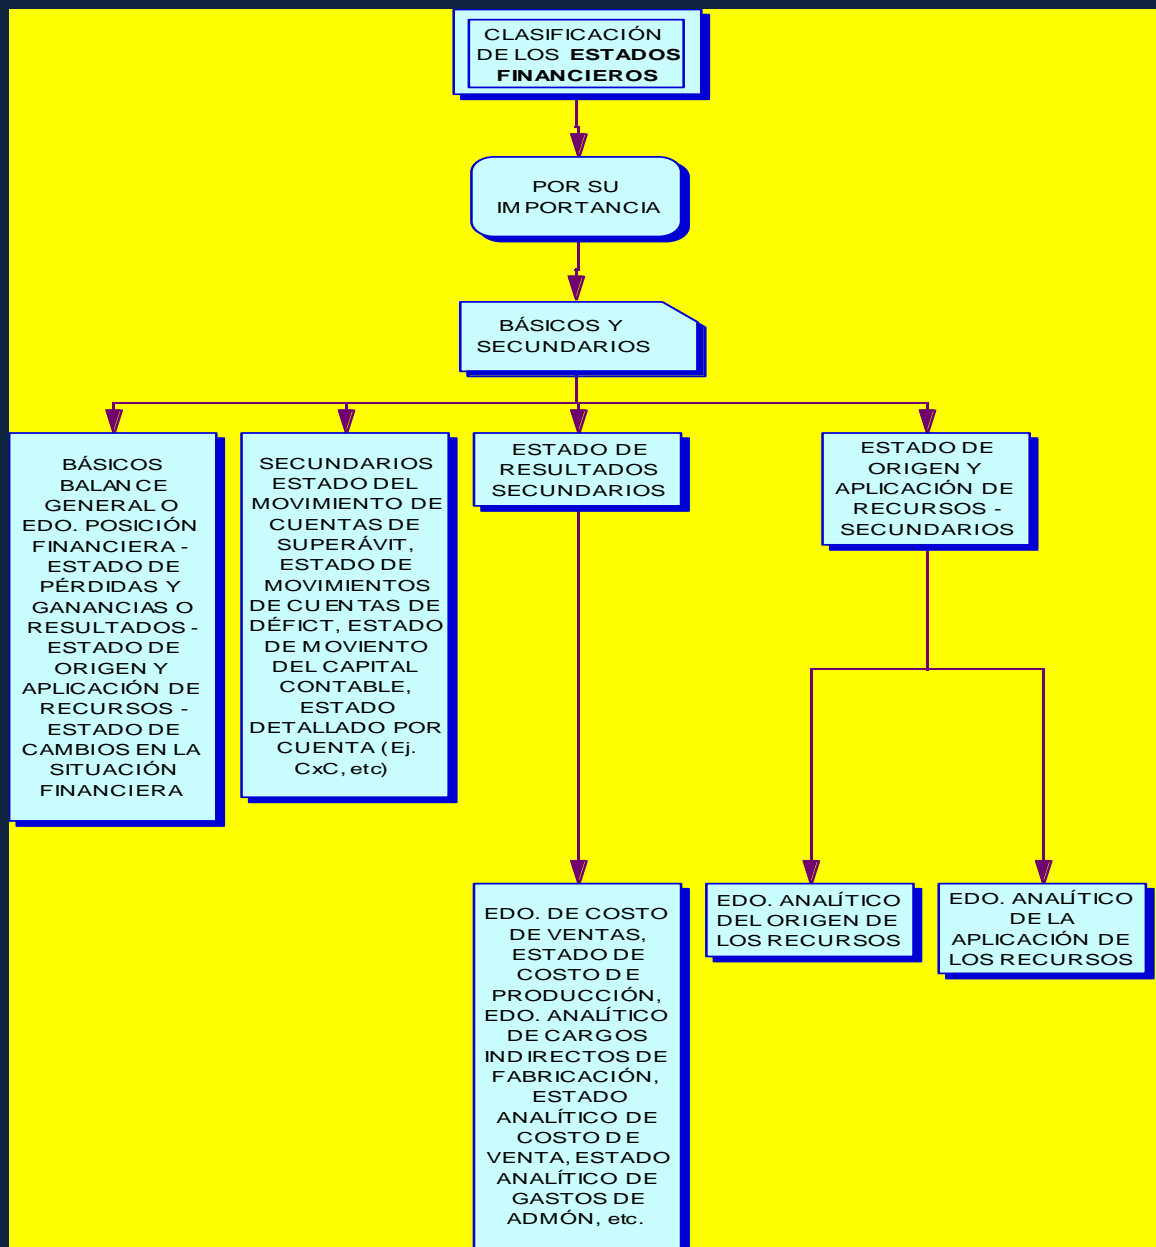 CLASIFICACIÓN
DE LOS ESTADOS
FINANCIEROS
POR SU
IMPORTANCIA
BÁSICOS Y
SECUNDARIOS
BÁSICOS
BALANCE
GENERAL O
EDO. POSICIÓN
FINANCIERA -
ESTADO DE
PÉRDIDAS Y
GANANCIAS O
RESULTADOS -
ESTADO DE
ORIGEN Y
APLICACIÓN DE
RECURSOS -
ESTADO DE
CAMBIOS EN LA
SITUACIÓN
FINANCIERA
SECUNDARIOS
ESTADO DEL
MOVIMIENTO DE
CUENTAS DE
SUPERÁVIT,
ESTADO DE
MOVIMIENTOS
DE CUENTAS DE
DÉFICT, ESTADO
DE MOVIENTO
DEL CAPITAL
CONTABLE,
ESTADO
DETALLADO POR
CUENTA (Ej.
CxC, etc)
ESTADO DE
RESULTADOS
SECUNDARIOS
ESTADO DE
ORIGEN Y
APLICACIÓN DE
RECURSOS -
SECUNDARIOS
EDO. DE COSTO
DE VENTAS,
ESTADO DE
COSTO DE
PRODUCCIÓN,
EDO. ANALÍTICO
DE CARGOS
INDIRECTOS DE
FABRICACIÓN,
ESTADO
ANALÍTICO DE
COSTO DE
VENTA, ESTADO
ANALÍTICO DE
GASTOS DE
ADMÓN, etc.
EDO. ANALÍTICO
DEL ORIGEN DE
LOS RECURSOS
EDO. ANALÍTICO
DE LA
APLICACIÓN DE
LOS RECURSOS